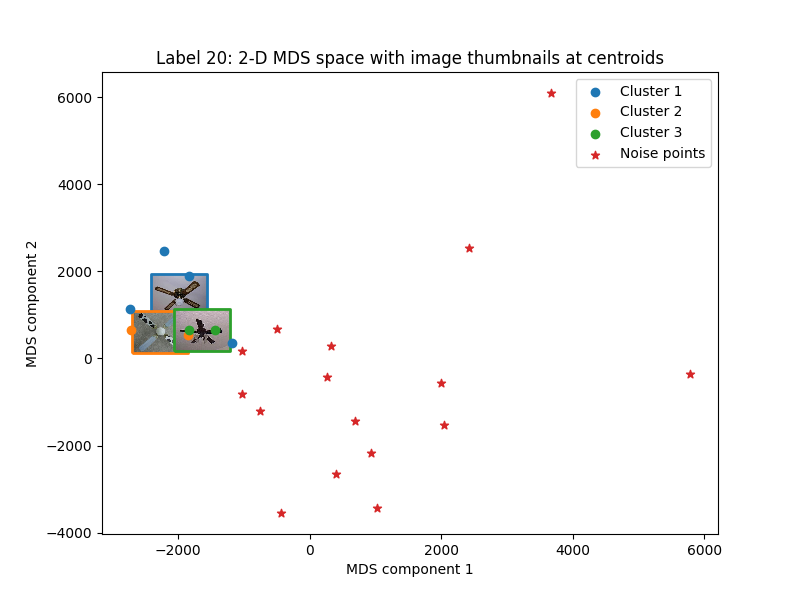 Label 20: 2-D MDS space with image thumbnails at centroids
Cluster 1
Cluster 2
Cluster 3
Noise points
6000
4000
2000
0
−2000
−4000
MDS component 2
−2000
0
2000
4000
6000
MDS component 1